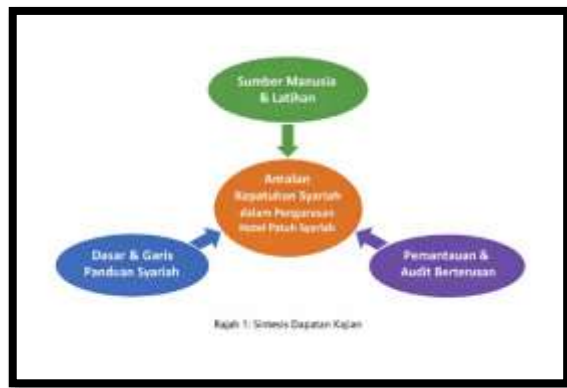 Sumber Manusia
& Latihan
Amalan
Kepatuhan Syariah
dalam Pengurusan
Hotel Patuh Syariah
Dasar & Garis
Panduan Syariah
Pemantauan &
Audit Berterusan
Rajah 1: Sintesis Dapatan Kajian